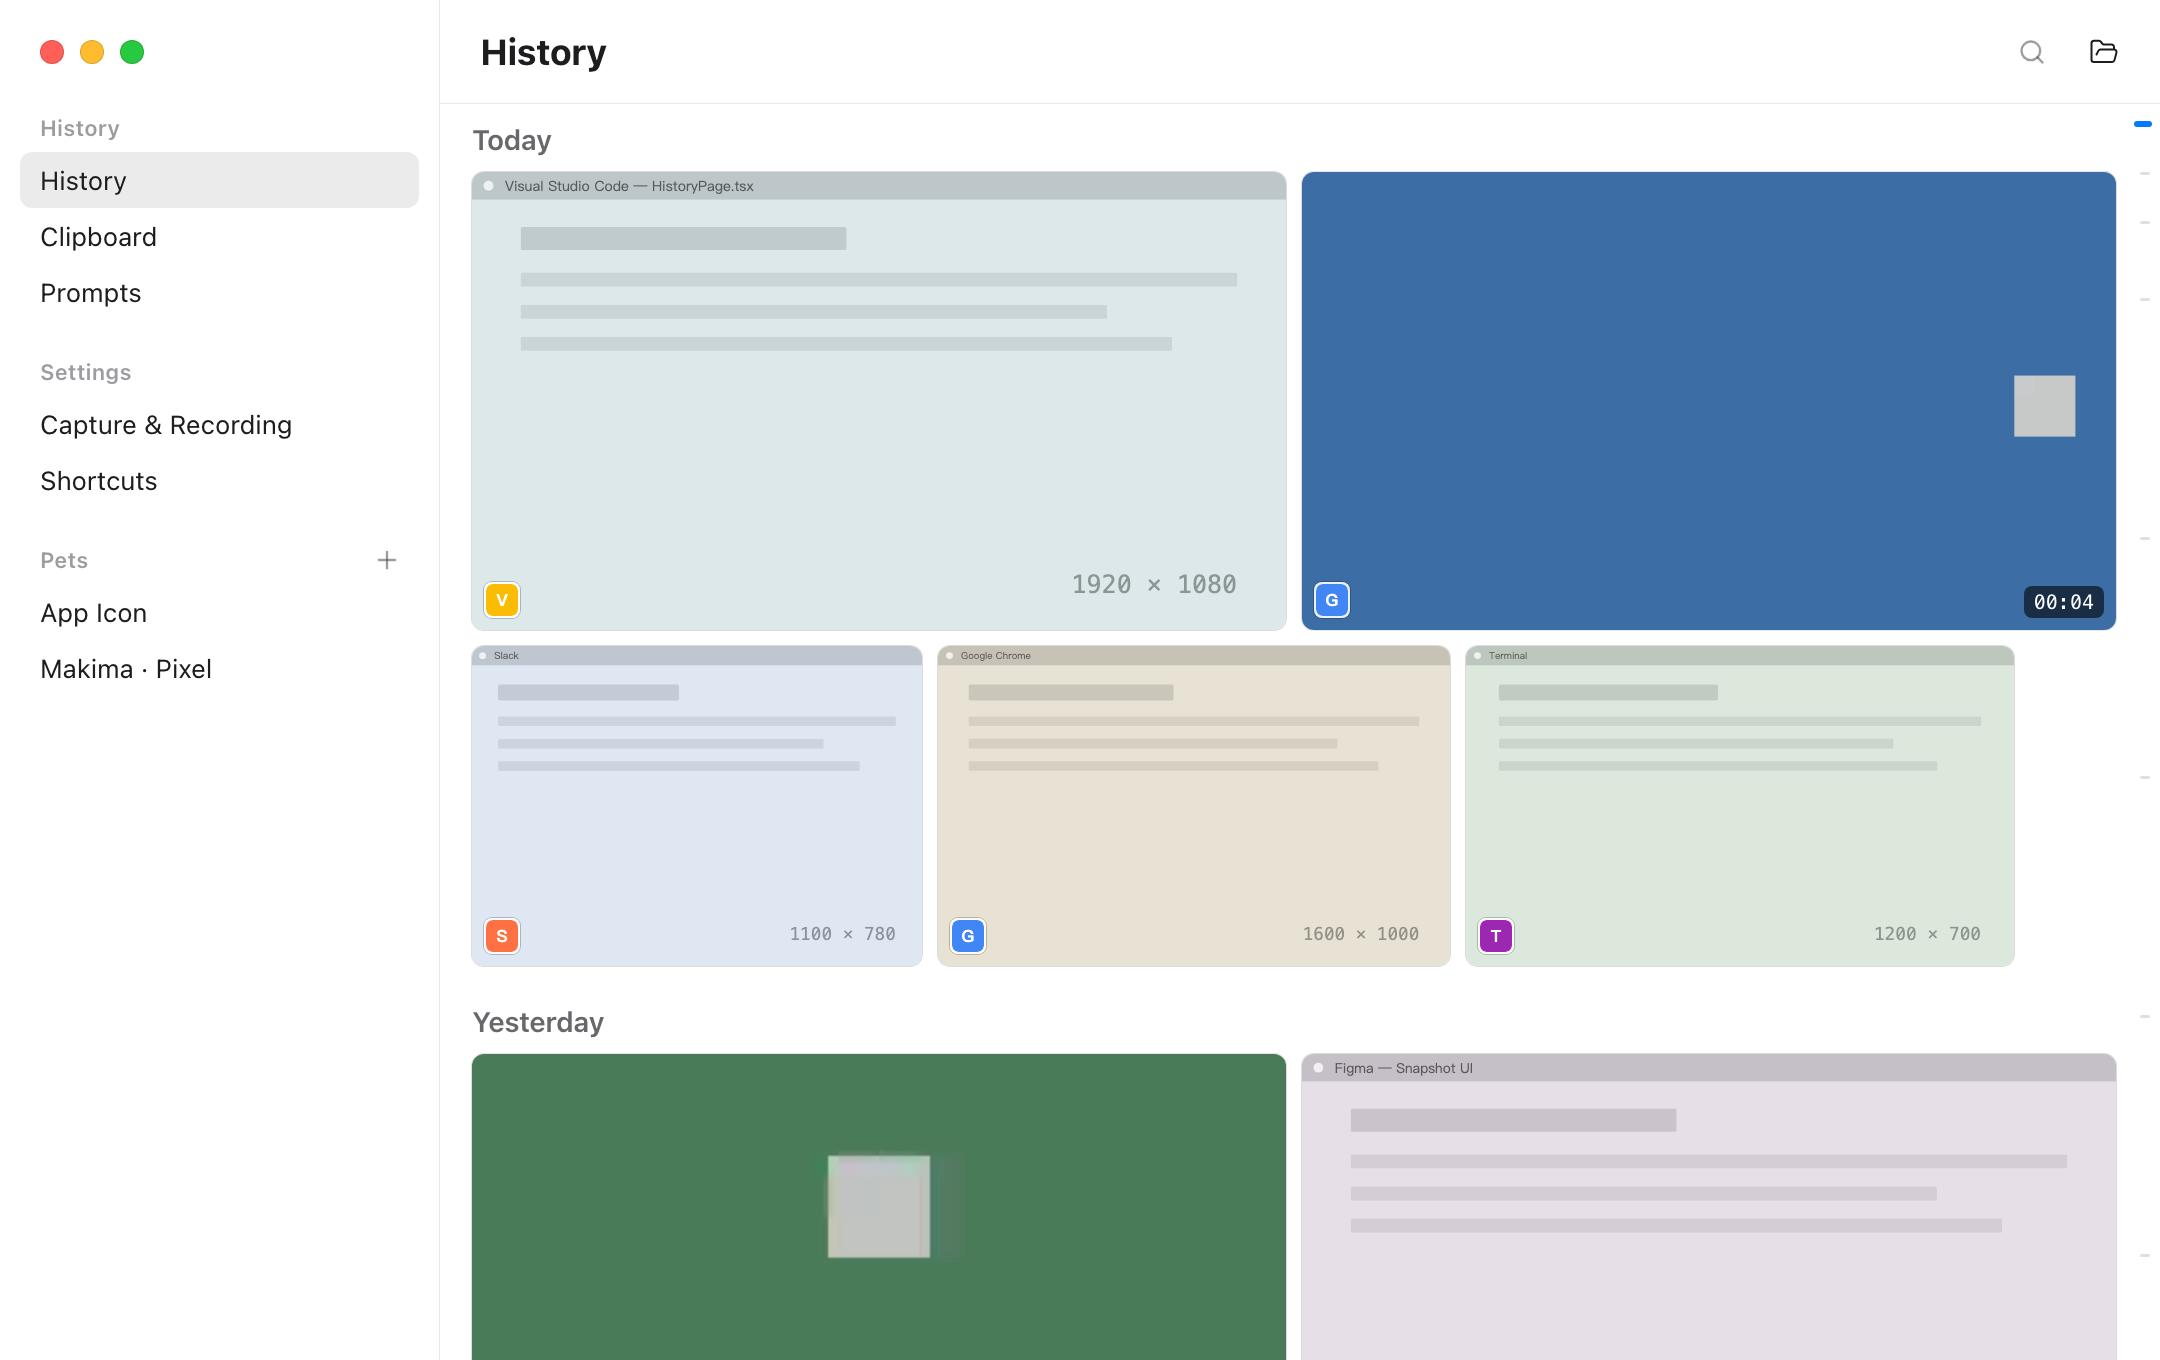 History
History
Clipboard
Prompts
Settings
Capture & Recording
Shortcuts
Pets
App Icon
Makima · Pixel
History
Today
Visual Studio Code — HistoryPage.tsx
1920 × 1080
V
G
00:04
Slack
1100 × 780
S
Google Chrome
1600 × 1000
G
Terminal
1200 × 700
T
Yesterday
Figma — Snapshot UI